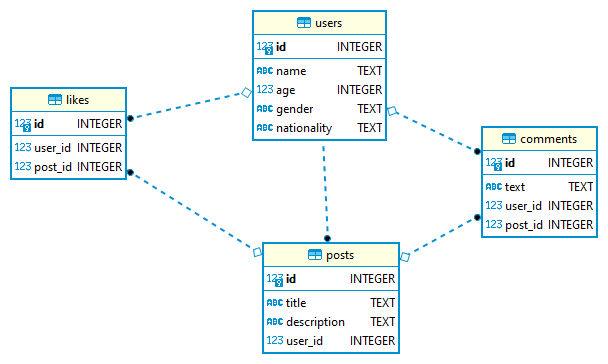 users
123 id INTEGER
ABC name TEXT
123 age INTEGER
ABC gender TEXT
ABC nationality TEXT
likes
123 id INTEGER
123 user_id INTEGER
123 post_id INTEGER
comments
123 id INTEGER
ABC text TEXT
123 user_id INTEGER
123 post_id INTEGER
posts
123 id INTEGER
ABC title TEXT
ABC description TEXT
123 user_id INTEGER